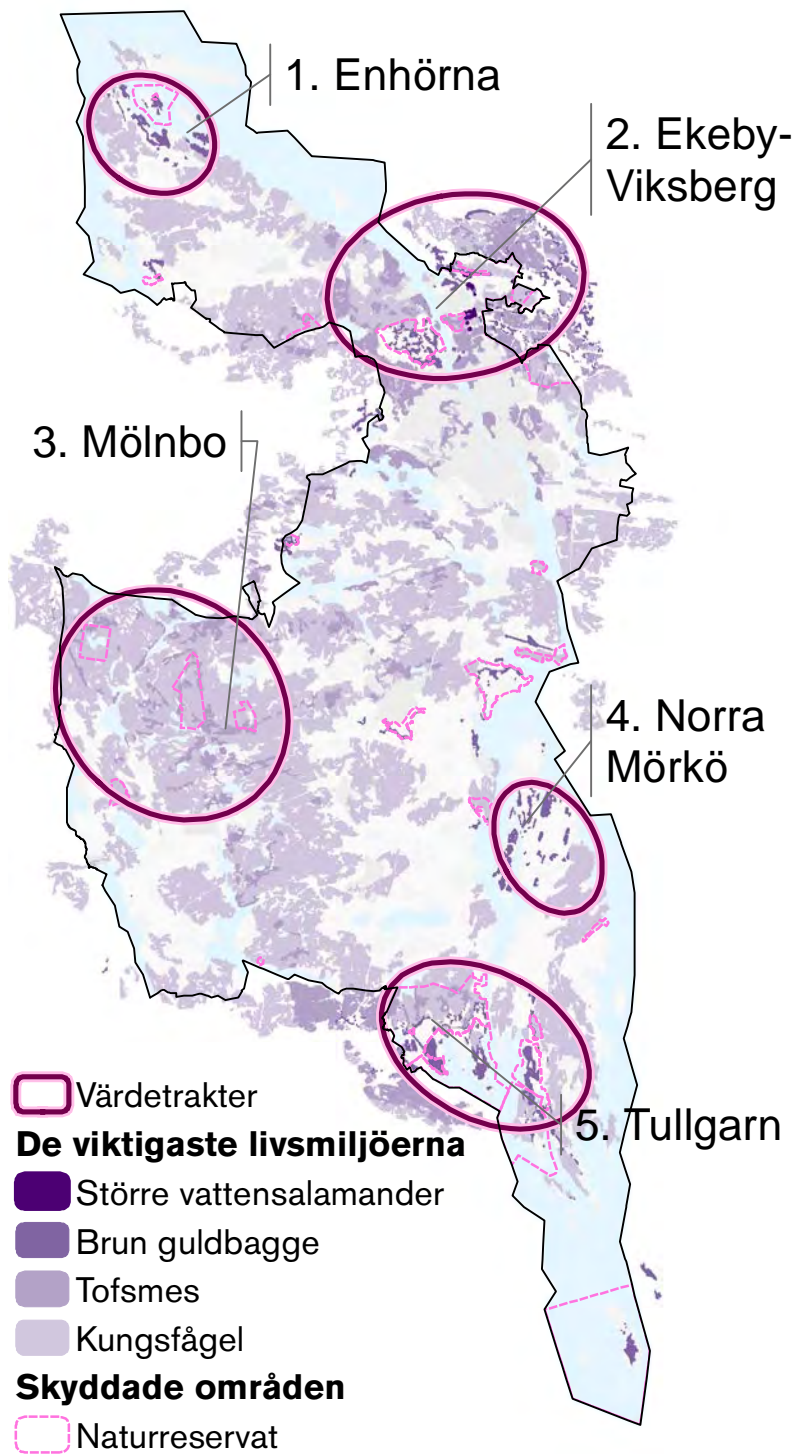 1. Enhörna
2. Ekeby-
Viksberg
3. Mölnbo
4. Norra
Mörkö
5. Tullgarn
Värdetrakter
De viktigaste livsmiljöerna
Större vattensalamander
Brun guldbagge
Tofsmes
Kungsfågel
Skyddade områden
Naturreservat